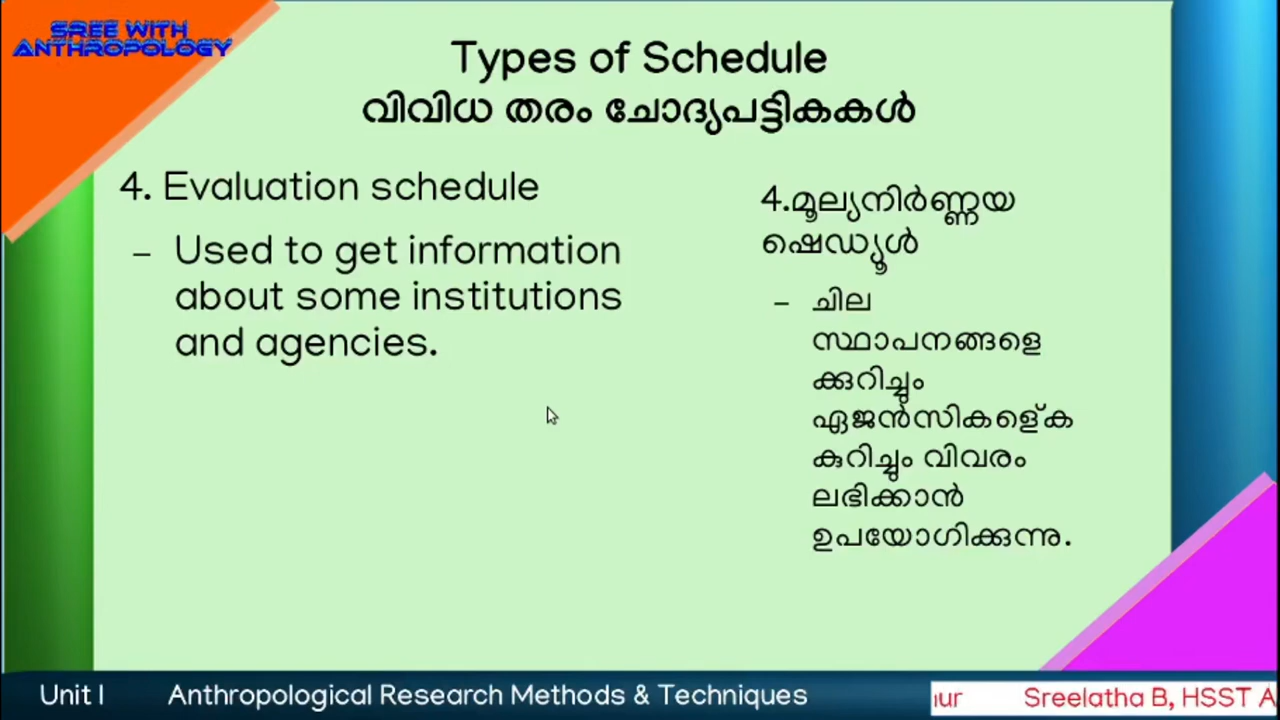 SREE WITH
ANTHROPOLOGY
Types of Schedule
വിവിധ തരം ചോദ്യപട്ടികകൾ
4. Evaluation schedule
– Used to get information
about some institutions
and agencies.
4.മൂല്യനിർണ്ണയ
ഷെഡ്യൂൾ
– ചില
സ്ഥാപനങ്ങളെ
ക്കുറിച്ചും
ഏജൻസികളെ്ക
കുറിച്ചും വിവരം
ലഭിക്കാൻ
ഉപയോഗിക്കുന്നു.
Unit I Anthropological Research Methods & Techniques
Sreelatha B, HSST A